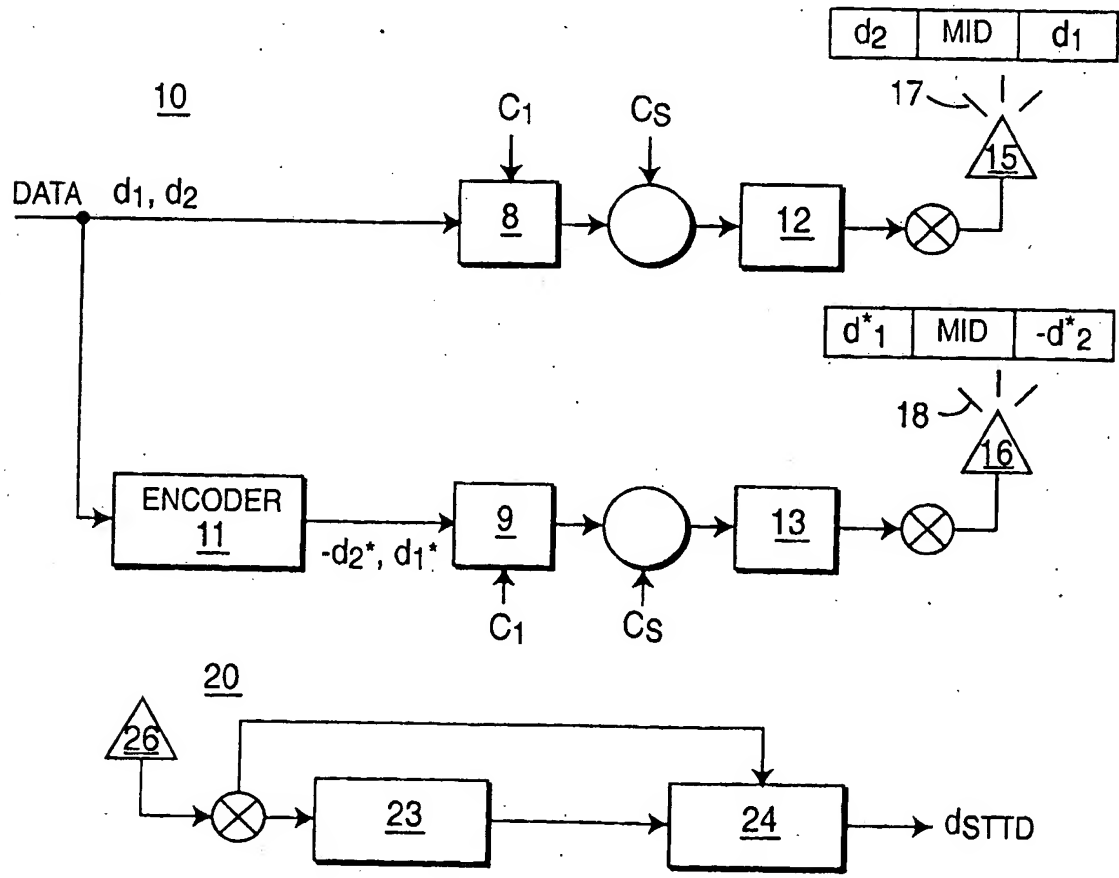 d2 MID d1
10
17
C1 CS
15
DATA d1, d2
8
12
d*1 MID -d*2
18
16
ENCODER
11
-d2*, d1*
9
13
C1 CS
20
26
23
24
dSTTD